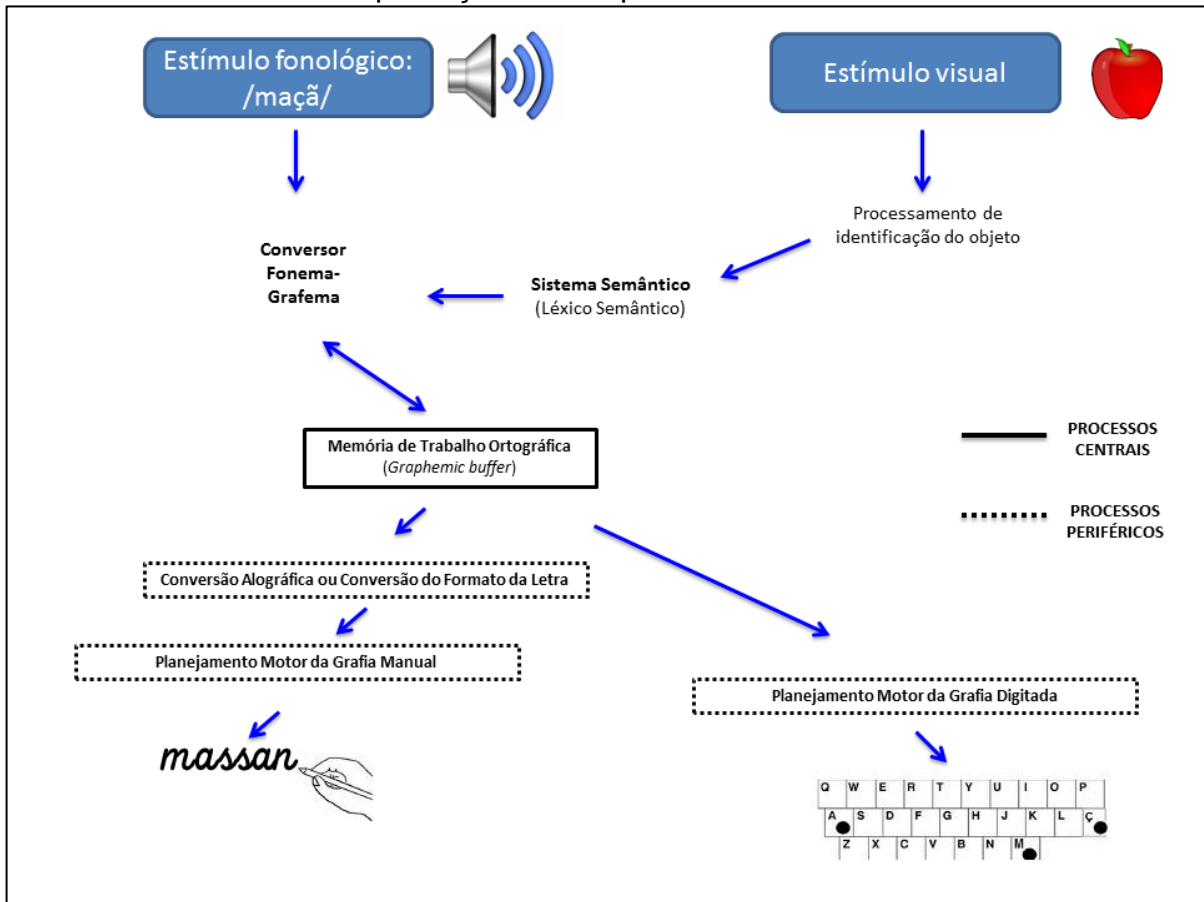 Estímulo fonológico:
/maçã/
Estímulo visual
Processamento de
identificação do objeto
Conversor
Fonema-
Grafema
Sistema Semântico
(Léxico Semântico)
Memória de Trabalho Ortográfica
(Graphemic buffer)
PROCESSOS
CENTRAIS
PROCESSOS
PERIFÉRICOS
Conversão Alográfica ou Conversão do Formato da Letra
Planejamento Motor da Grafia Manual
Planejamento Motor da Grafia Digitada
massan
Q W E R T Y U I O P
A S D F G H J K L Ç
Z X C V B N M